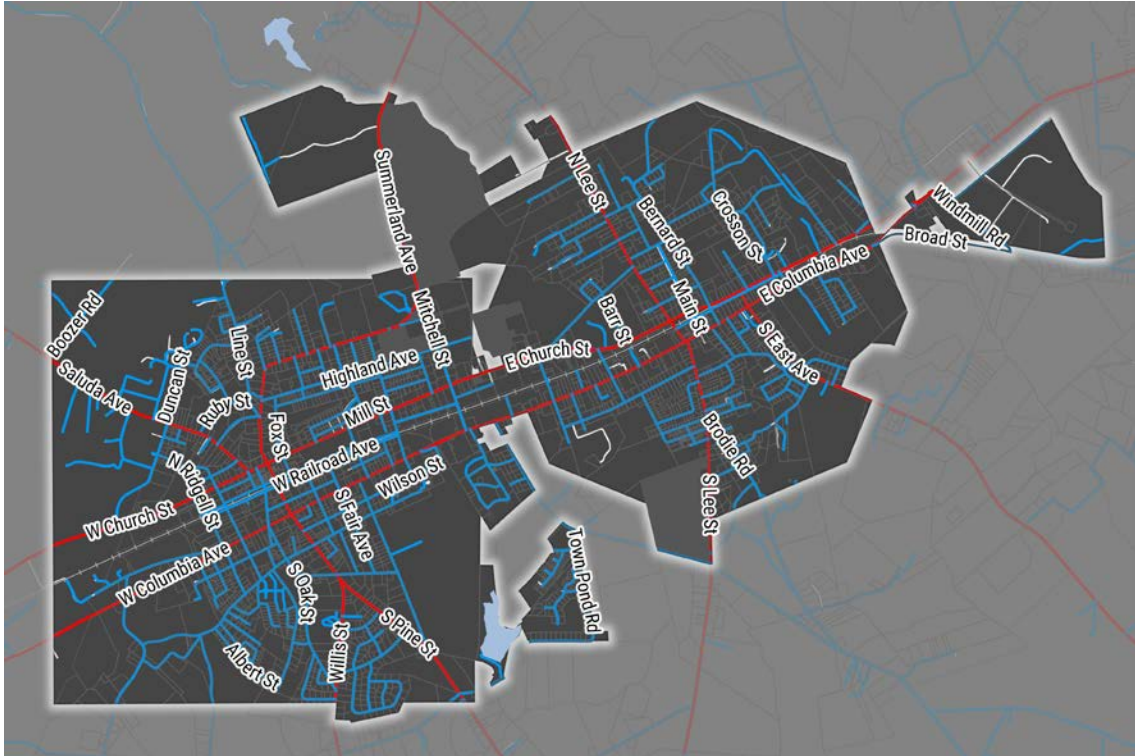 Summerland Ave
N Lee St
Bernard St
Crosson St
Windmill Rd
Broad St
E Columbia Ave
Boozer Rd
Saluda Ave
Duncan St
Line St
Ruby St
Highland Ave
Mitchell St
E Church St
Barr St
Main St
S East Ave
Mill St
Fox St
W Railroad Ave
N Ridgell St
Wilson St
S Fair Ave
Brodie Rd
S Lee St
W Church St
W Columbia Ave
S Oak St
Albert St
Willis St
S Pine St
Town Pond Rd